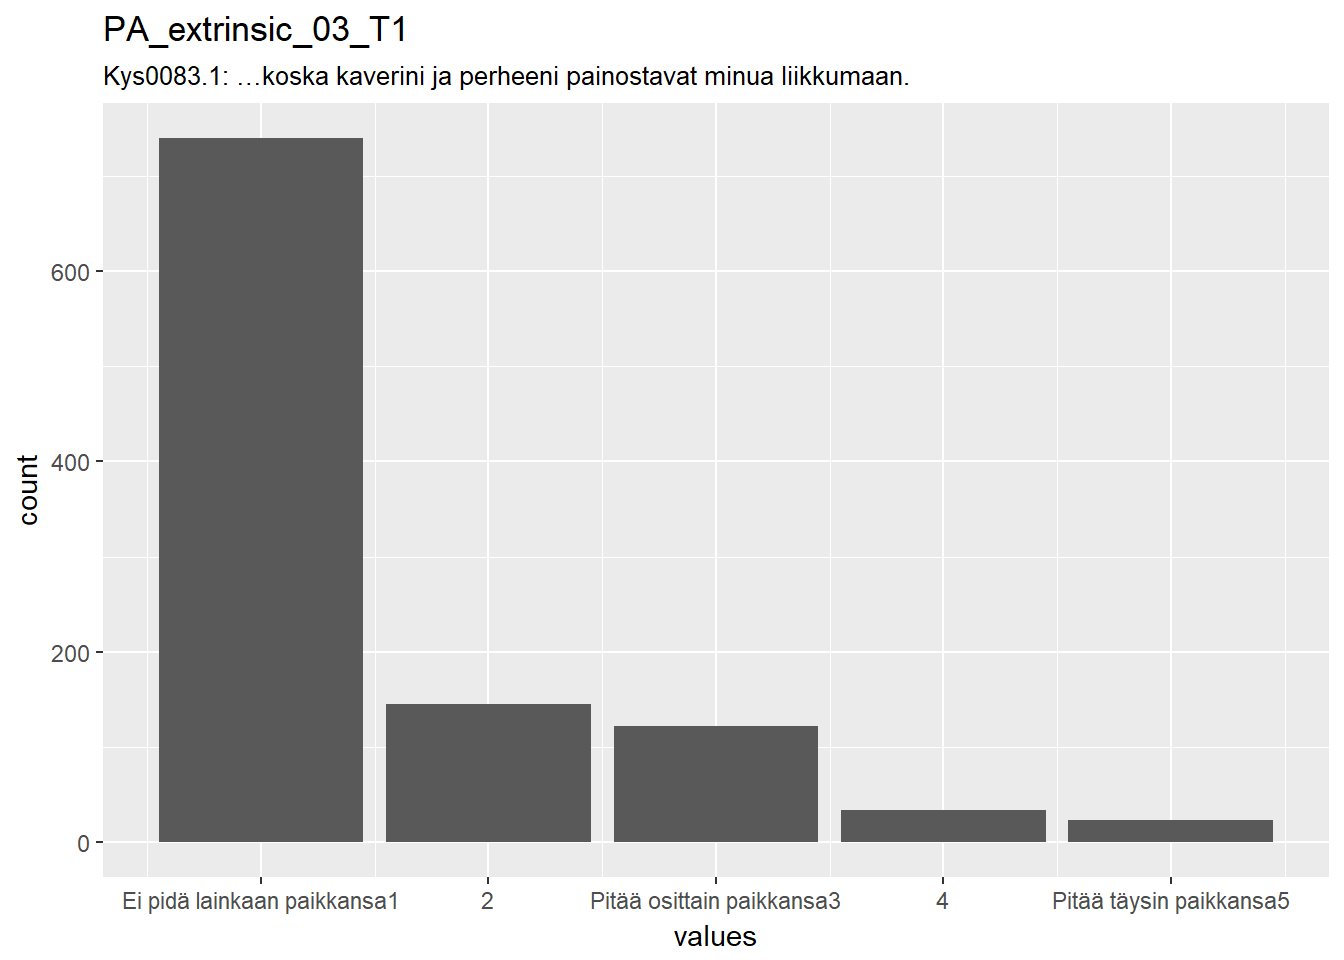 PA_extrinsic_03_T1
Kys0083.1: …koska kaverini ja perheeni painostavat minua liikkumaan.
600
400
200
0
count
Ei pidä lainkaan paikkansa1 2 Pitää osittain paikkansa3 4 Pitää täysin paikkansa5
values